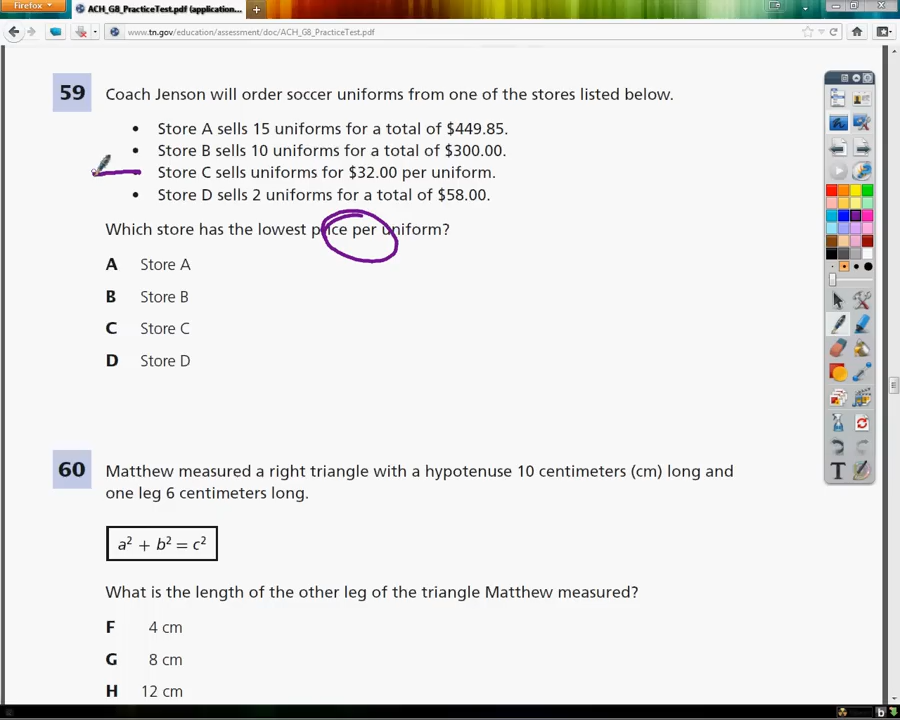 Firefox
ACH_G8_PracticeTest.pdf (application...
www.tn.gov/education/assessment/doc/ACH_G8_PracticeTest.pdf
59 Coach Jenson will order soccer uniforms from one of the stores listed below.
• Store A sells 15 uniforms for a total of $449.85.
• Store B sells 10 uniforms for a total of $300.00.
Store C sells uniforms for $32.00 per uniform.
• Store D sells 2 uniforms for a total of $58.00.
Which store has the lowest price per uniform?
A Store A
B Store B
C Store C
D Store D
60 Matthew measured a right triangle with a hypotenuse 10 centimeters (cm) long and
one leg 6 centimeters long.
a² + b² = c²
What is the length of the other leg of the triangle Matthew measured?
F 4 cm
G 8 cm
H 12 cm
T